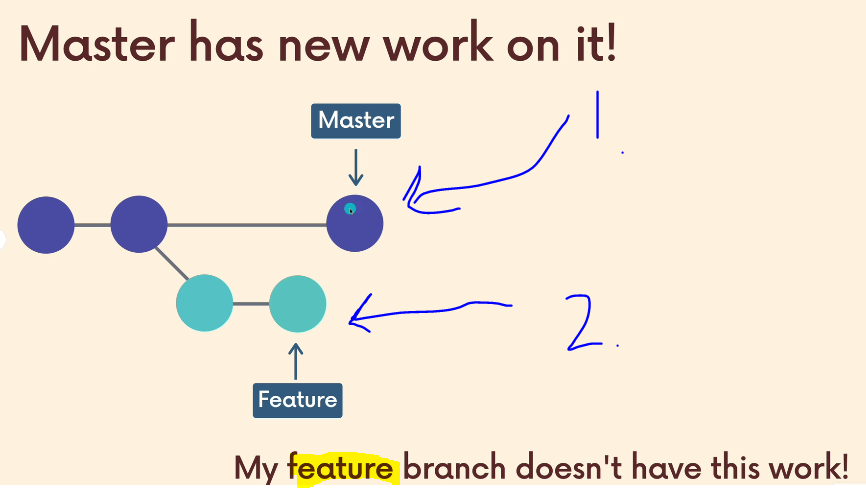 Master has new work on it!
Master
1.
2.
Feature
My feature branch doesn't have this work!